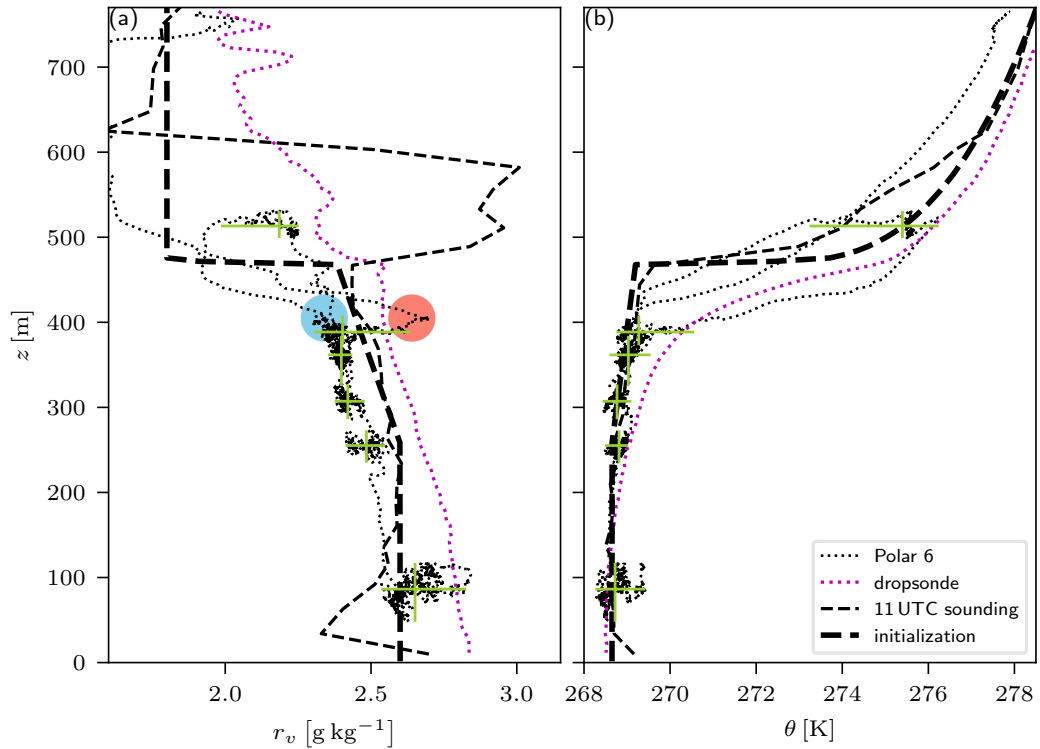 (a)
(b)
700
600
500
400
300
200
100
0
z [m]
2.0
2.5
3.0
r_v [g kg⁻¹]
268
270
272
274
276
278
θ [K]
Polar 6
dropsonde
11 UTC sounding
initialization